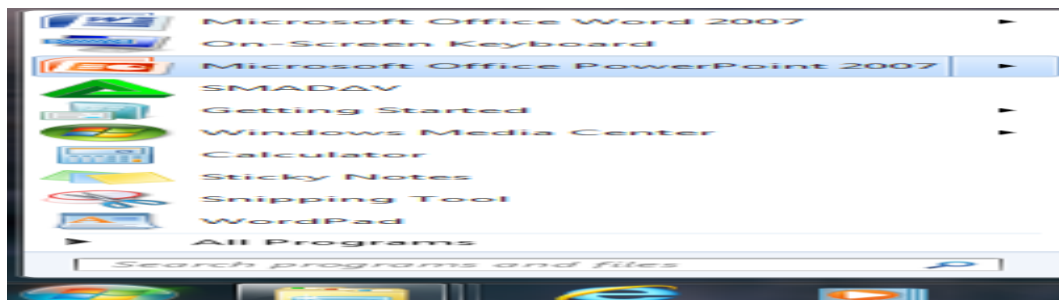 Microsoft Office Word 2007
On-Screen Keyboard
Microsoft Office PowerPoint 2007
SMADAV
Getting Started
Windows Media Center
Calculator
Sticky Notes
Snipping Tool
WordPad
All Programs
Search programs and files